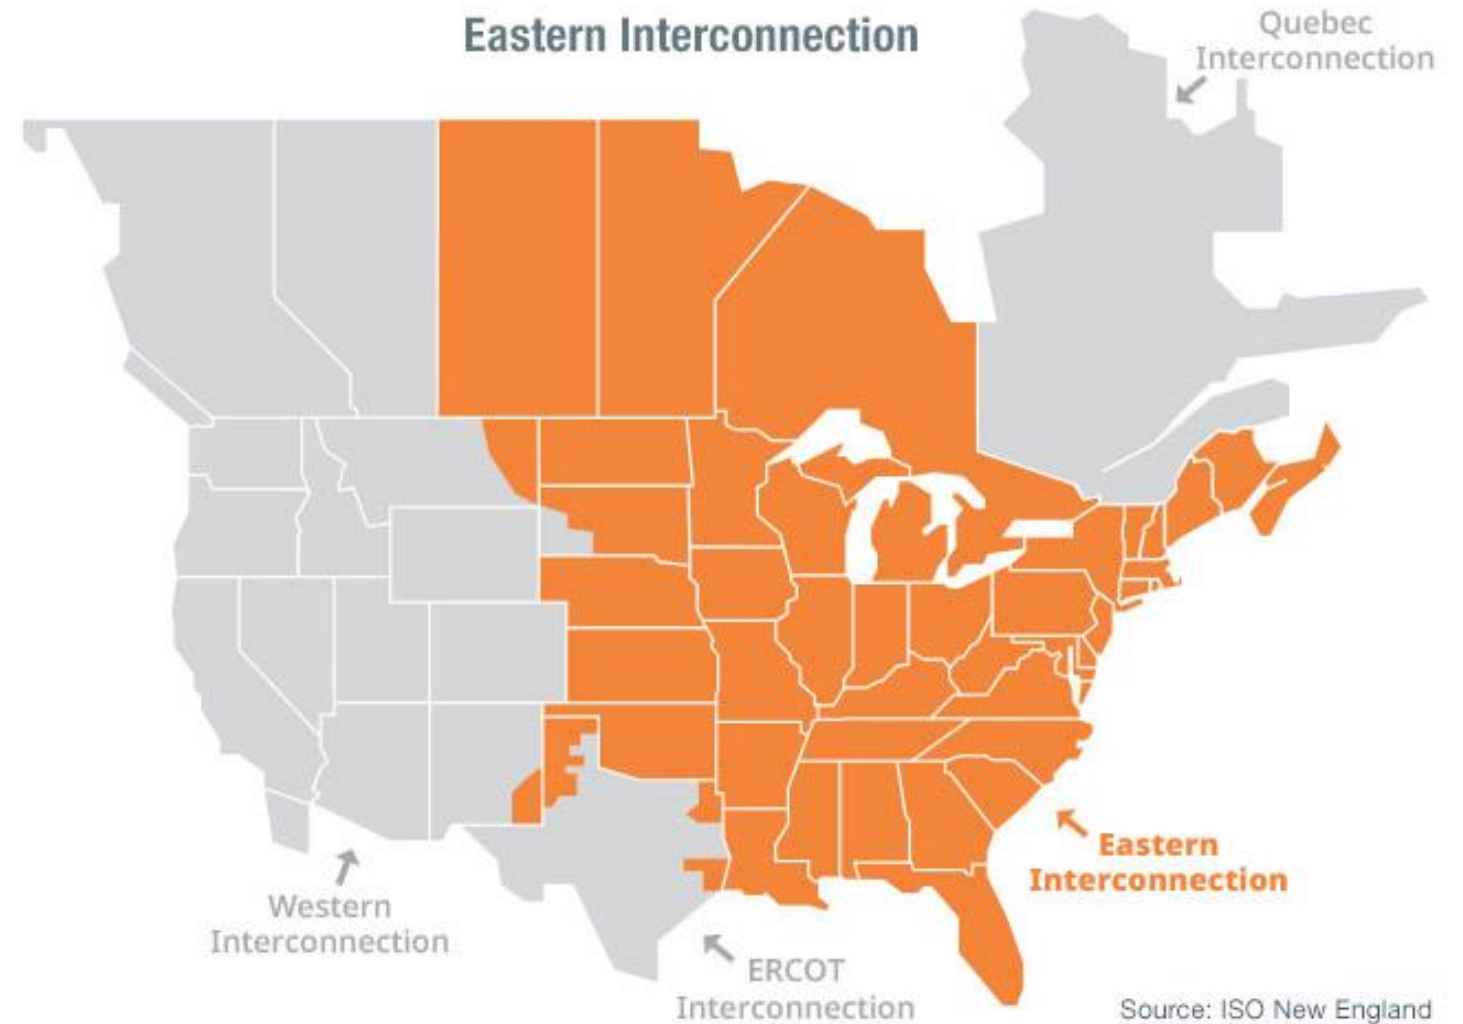 Eastern Interconnection
Quebec
Interconnection
Eastern
Interconnection
Western
Interconnection
ERCOT
Interconnection
Source: ISO New England